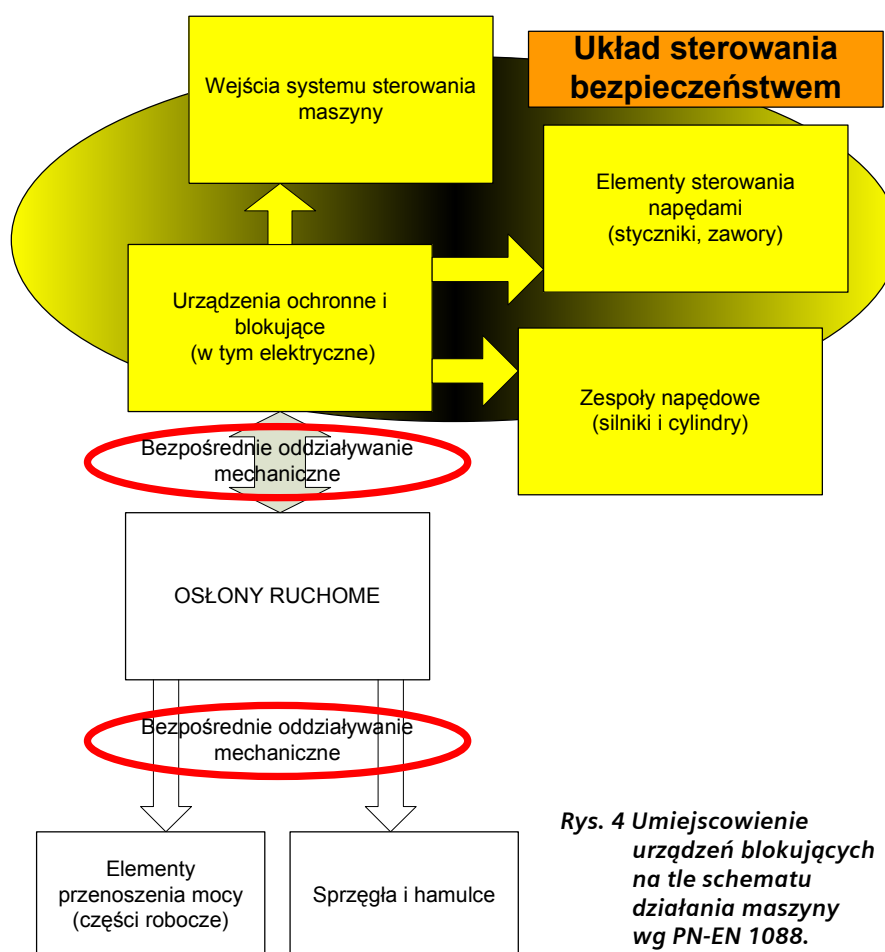 Układ sterowania
bezpieczeństwem
Wejścia systemu sterowania
maszyny
Elementy sterowania
napędami
(styczniki, zawory)
Urządzenia ochronne i
blokujące
(w tym elektryczne)
Zespoły napędowe
(silniki i cylindry)
Bezpośrednie oddziaływanie
mechaniczne
OSŁONY RUCHOME
Bezpośrednie oddziaływanie
mechaniczne
Elementy
przenoszenia mocy
(części robocze)
Sprzęgła i hamulce
Rys. 4 Umiejscowienie
urządzeń blokujących
na tle schematu
działania maszyny
wg PN-EN 1088.